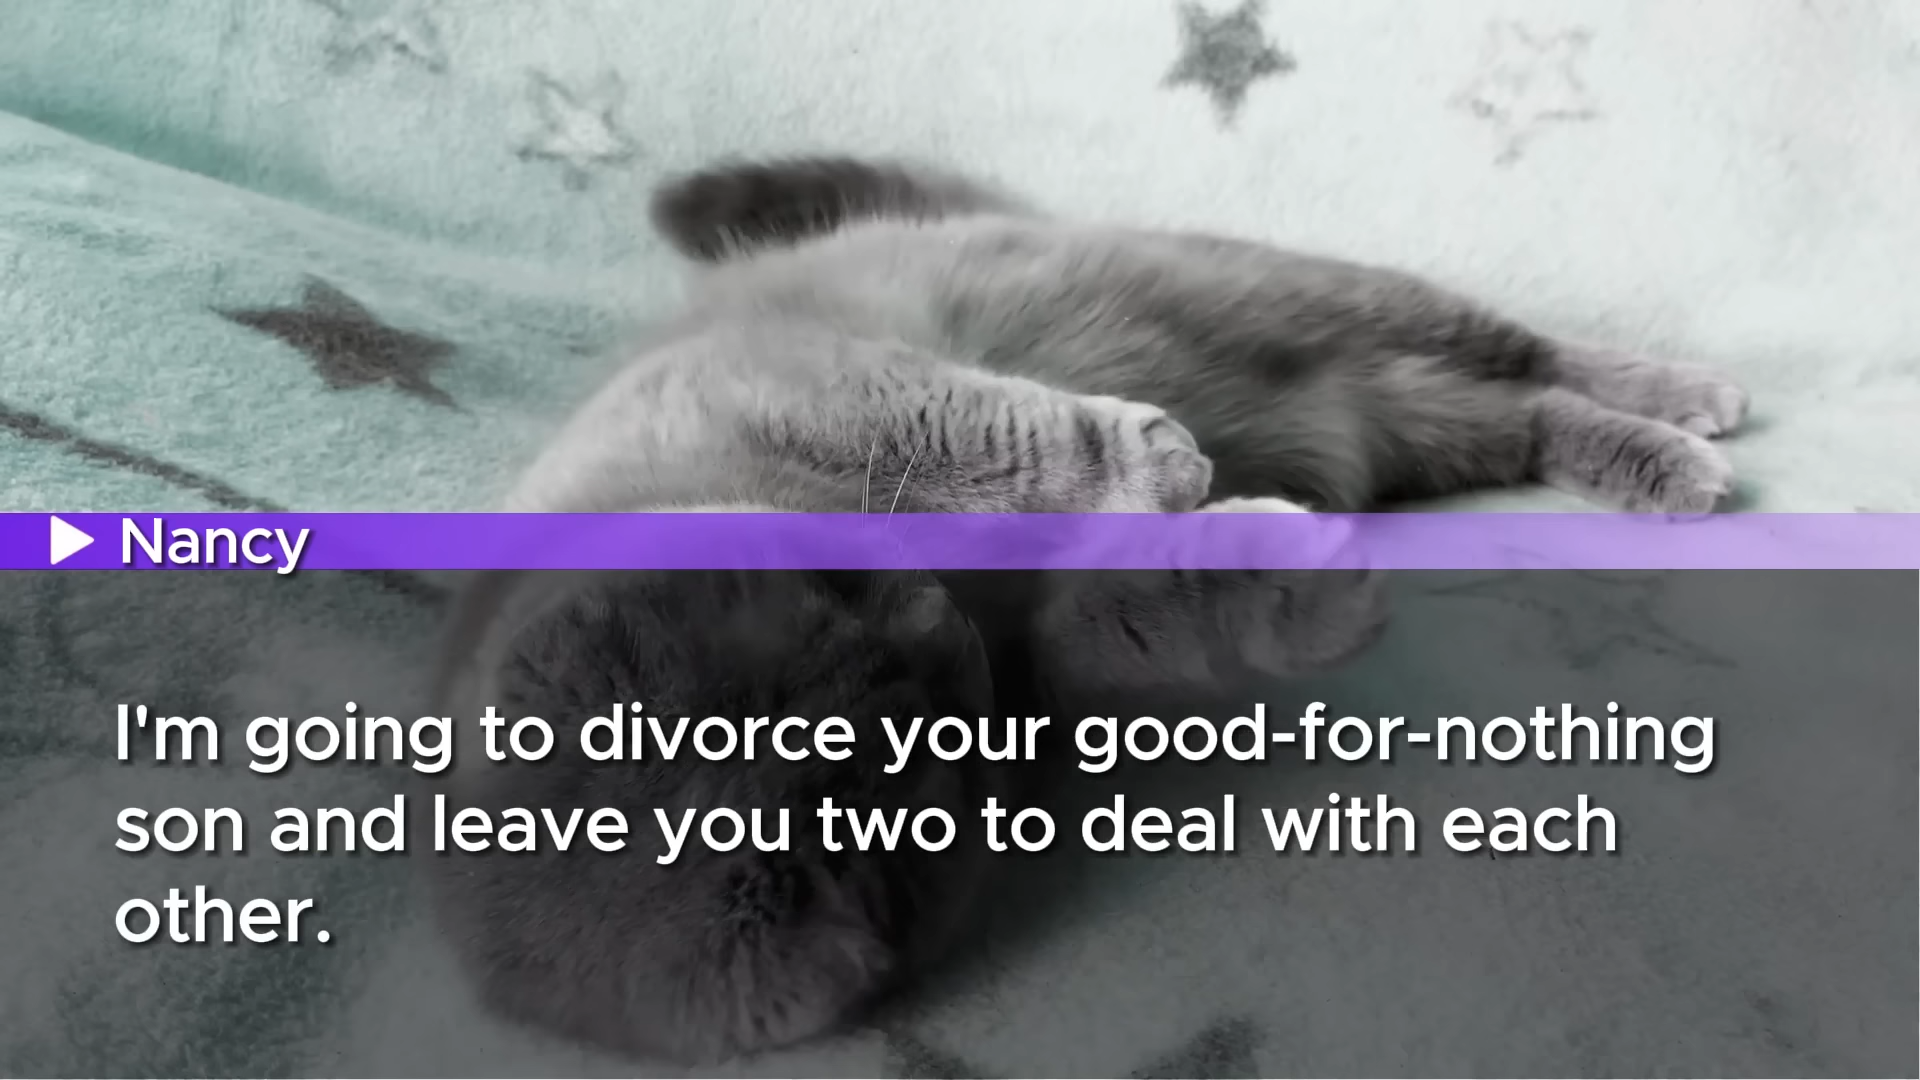 Nancy
I'm going to divorce your good-for-nothing
son and leave you two to deal with each
other.